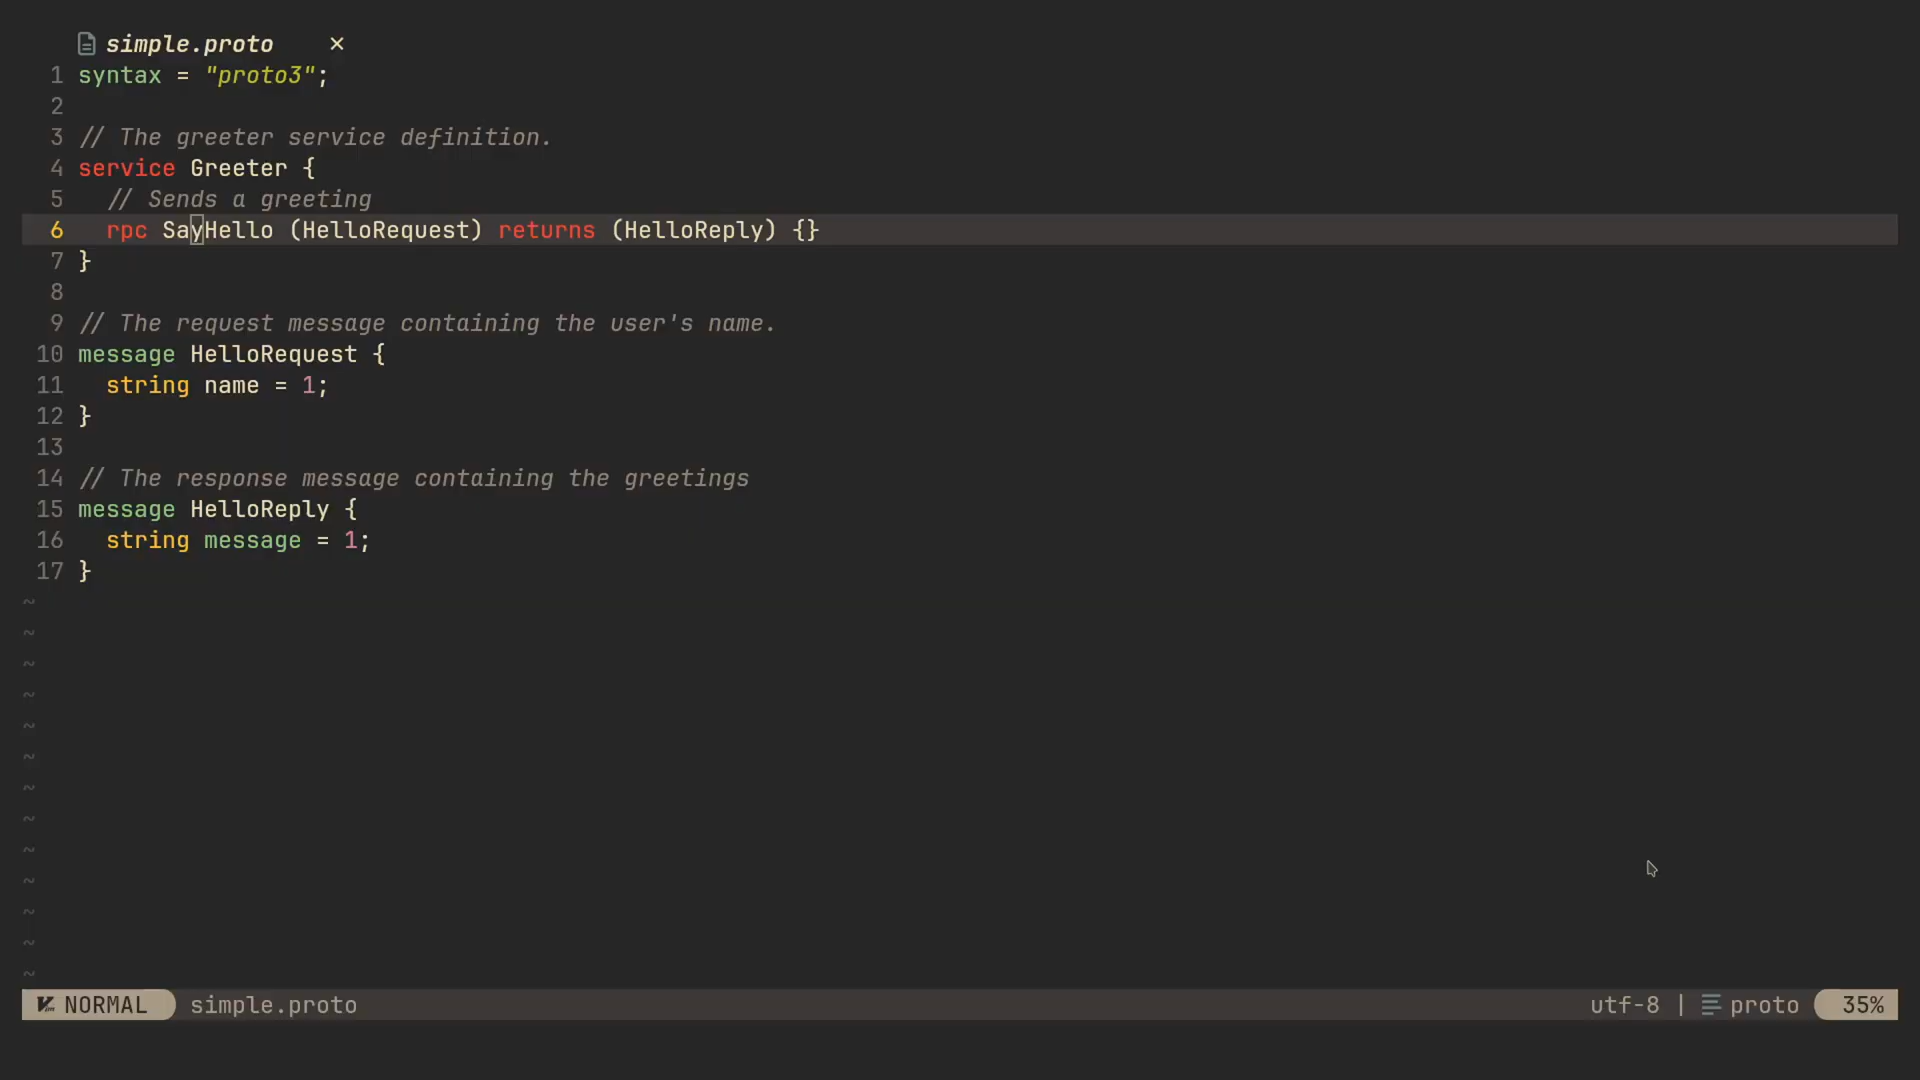 simple.proto ×
1 syntax = "proto3";
2
3 // The greeter service definition.
4 service Greeter {
5   // Sends a greeting
6   rpc SayHello (HelloRequest) returns (HelloReply) {}
7 }
8
9 // The request message containing the user's name.
10 message HelloRequest {
11   string name = 1;
12 }
13
14 // The response message containing the greetings
15 message HelloReply {
16   string message = 1;
17 }
~
~
~
~
~
~
~
~
~
~
~
~
~
NORMAL simple.proto utf-8 | proto 35%